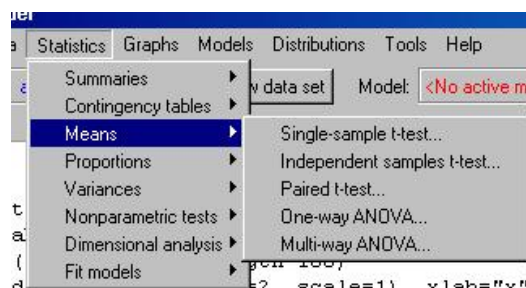 Statistics Graphs Models Distributions Tools Help
data set Model: <No active m
Summaries
Contingency tables
Means
Proportions
Variances
Nonparametric tests
Dimensional analysis
Fit models
Single-sample t-test...
Independent samples t-test...
Paired t-test...
One-way ANOVA...
Multi-way ANOVA...
scale=1), xlab="x"